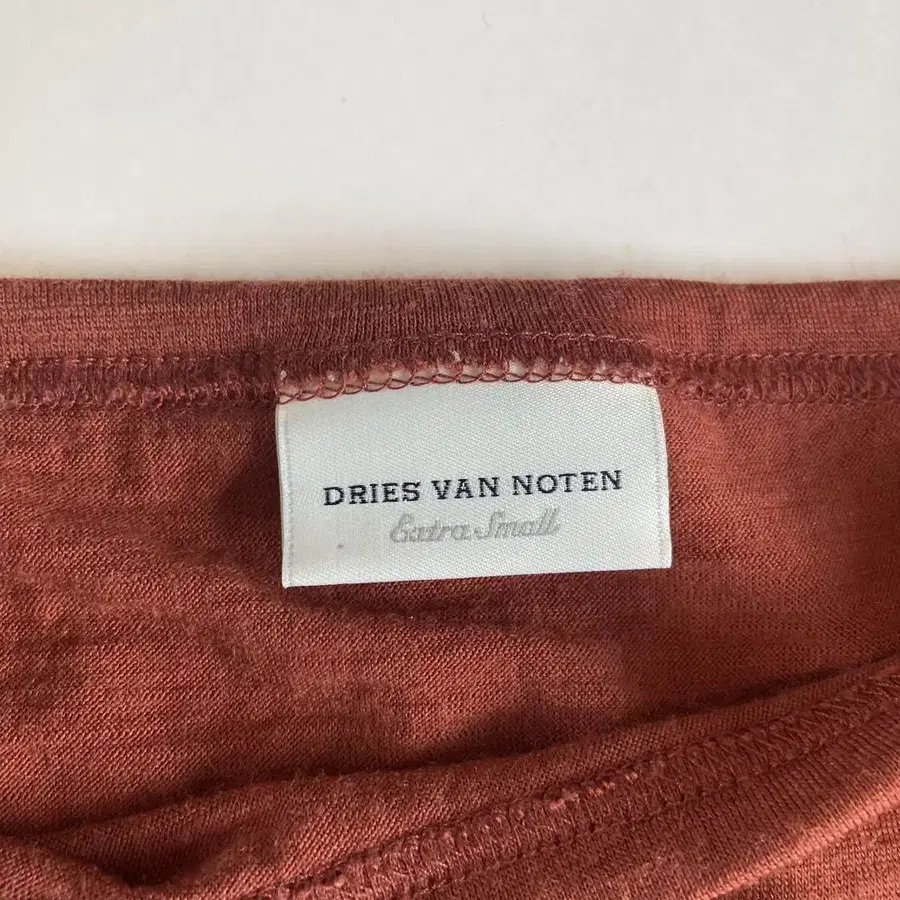 DRIES VAN NOTEN
Extra Small